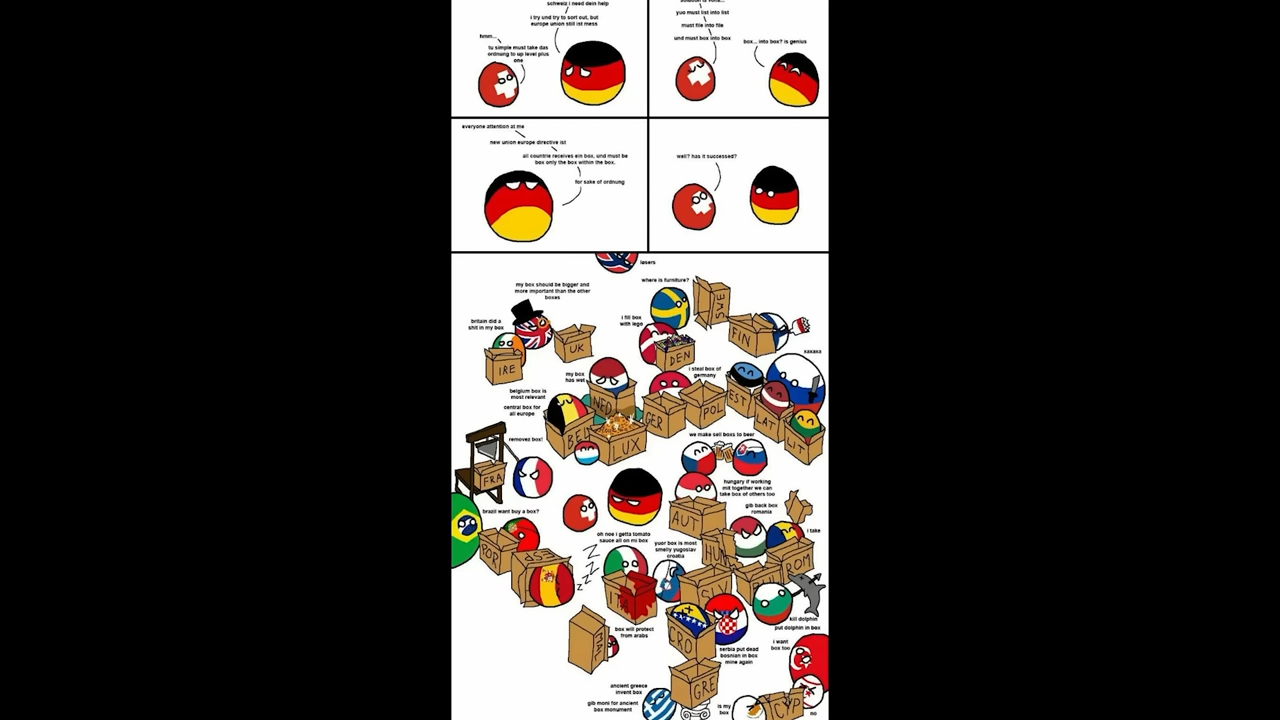 schweiz i need dein help
i try und try to sort out, but
europe union still ist mess
hmm...
tu simple must take das
ordnung to up level plus
one
yuo must list into list
must file into file
und must box into box
box... into box? is genius
everyone attention at me
new union europe directive ist
all countrie receives ein box, und must be
box only the box within the box.
for sake of ordnung
well? has it successed?
løsers
where is furniture?
my box should be bigger and
more important than the other
boxes
SWE
i fill box
with lego
britain did a
shit in my box
FIN
UK
DEN
IRE
xaxaxa
my box
has wet
i steal box of
germany
belgium box is
most relevant
central box for
all europe
NED
GER
POL
EST
LAT
LIT
BEL
LUX
removez box!
we make sell boxs to beer
FRA
hungary if working
mit together we can
take box of others too
gib back box
romania
AUT
i take
brazil want buy a box?
POR
ESP
oh noe i getta tomato
sauce all on mi box
yuor box is most
smelly yugoslav
croatia
Z
Z
Z
Z
ROM
ITA
SLV
kill dolphin
put dolphin in box
box will protect
from arabs
CRO
serbia put dead
bosnian in box
mine again
i want
box too
GRE
ancient greece
invent box
gib moni for ancient
box monument
is my
box
CYP
no